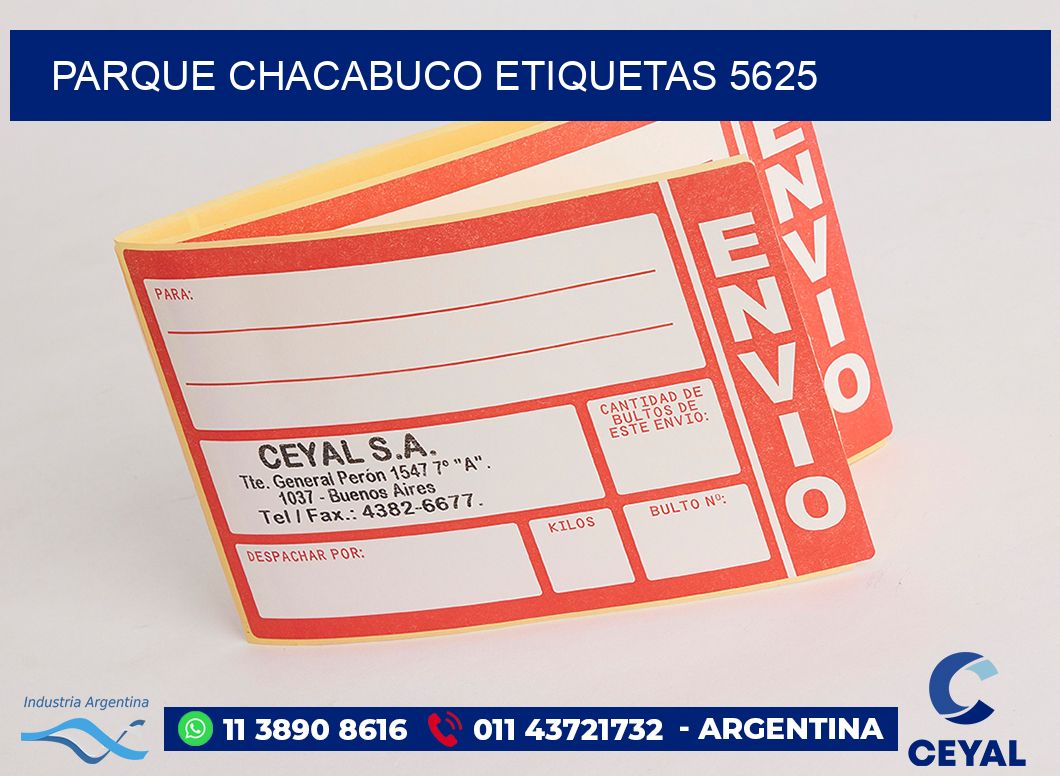 PARQUE CHACABUCO ETIQUETAS 5625
ENVIO
ENVIO
PARA:
CANTIDAD DE
BULTOS DE
ESTE ENVIO:
CEYAL S.A.
Tte. General Perón 1547 7º "A".
1037 - Buenos Aires
Tel / Fax.: 4382-6677.
DESPACHAR POR:
KILOS
BULTO Nº:
Industria Argentina
11 3890 8616 011 43721732 - ARGENTINA
CEYAL